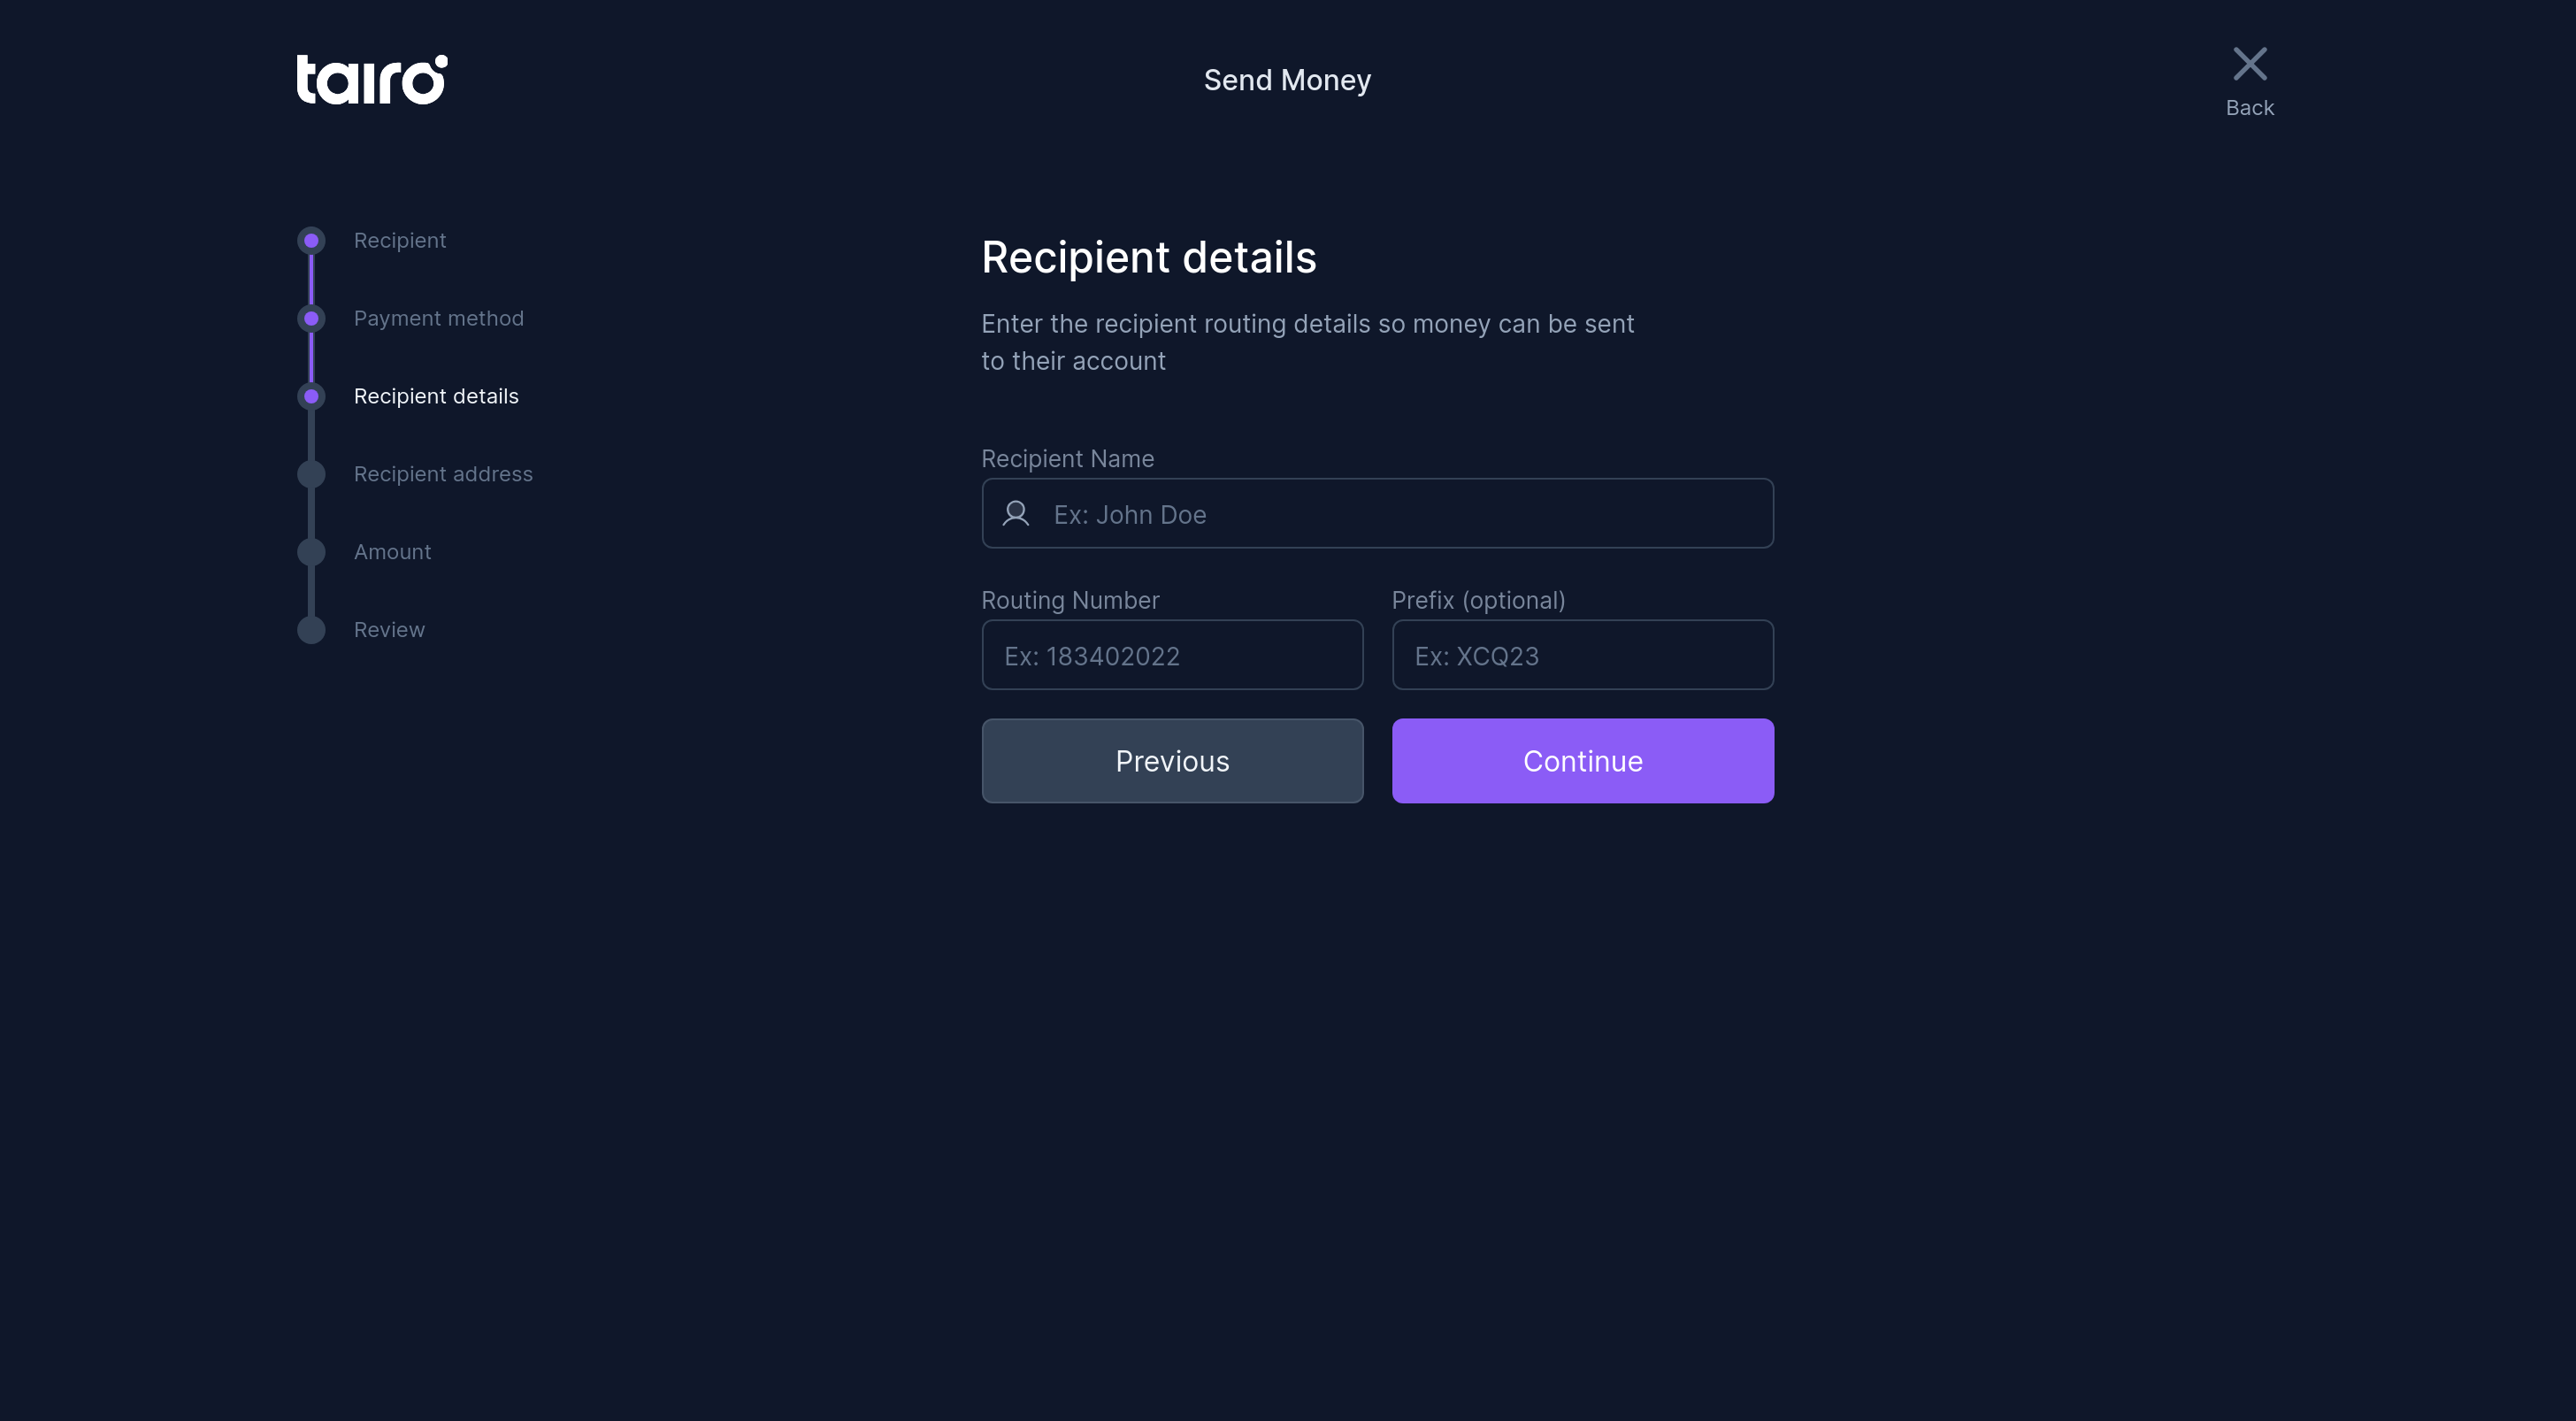 tairo
Send Money
Back
Recipient
Payment method
Recipient details
Recipient address
Amount
Review
Recipient details
Enter the recipient routing details so money can be sent
to their account
Recipient Name
Ex: John Doe
Routing Number
Prefix (optional)
Ex: 183402022
Ex: XCQ23
Previous
Continue